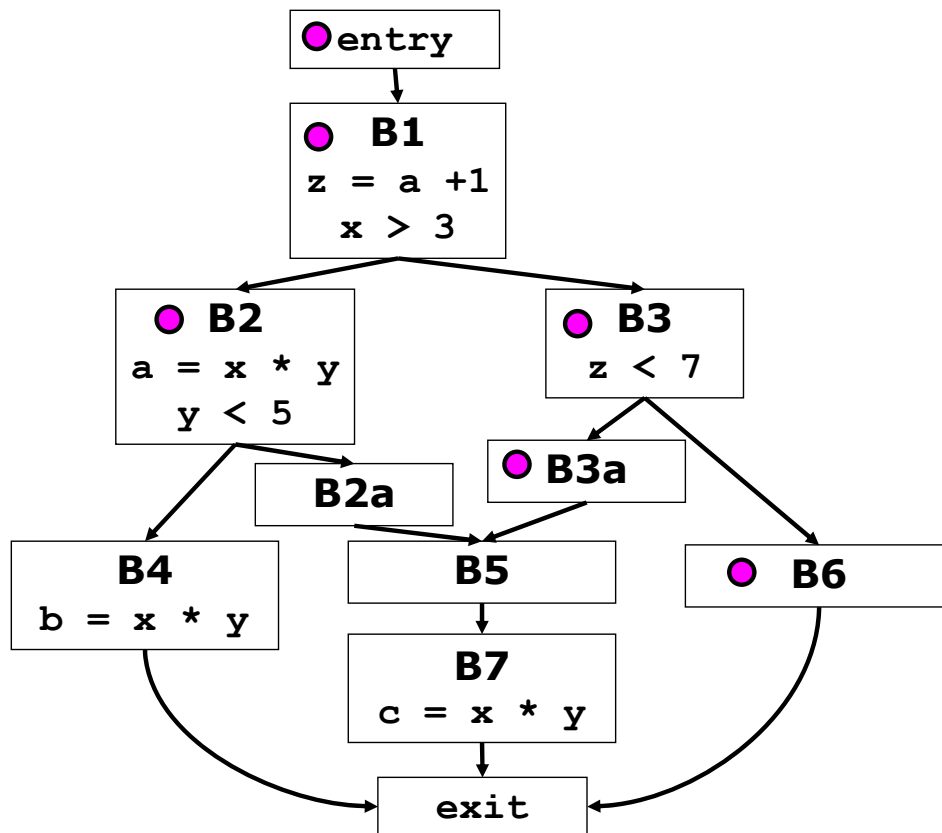 entry
B1
z = a +1
x > 3
B2
a = x * y
y < 5
B3
z < 7
B2a
B3a
B4
b = x * y
B5
B6
B7
c = x * y
exit